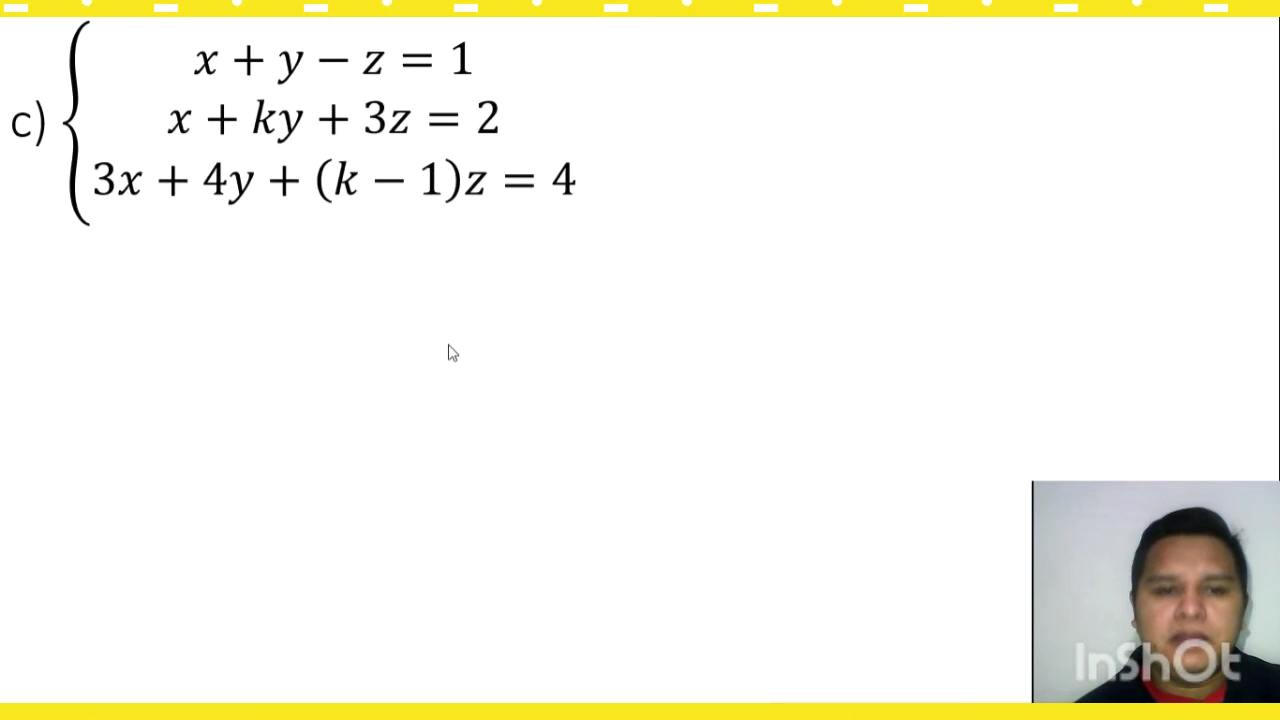 x + y − z = 1
c) x + ky + 3z = 2
3x + 4y + (k − 1)z = 4
InShOt